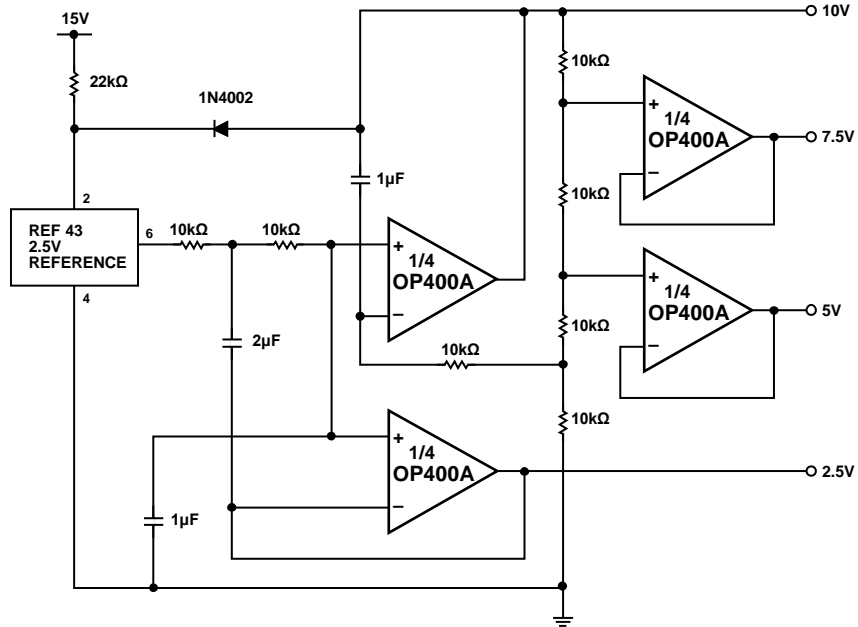 15V
10V
22kΩ
1N4002
10kΩ
+
1/4
OP400A
–
7.5V
2
1µF
10kΩ
REF 43
2.5V
REFERENCE
6
10kΩ
10kΩ
+
1/4
OP400A
–
+
1/4
OP400A
–
5V
4
2µF
10kΩ
10kΩ
10kΩ
+
1/4
OP400A
–
2.5V
1µF